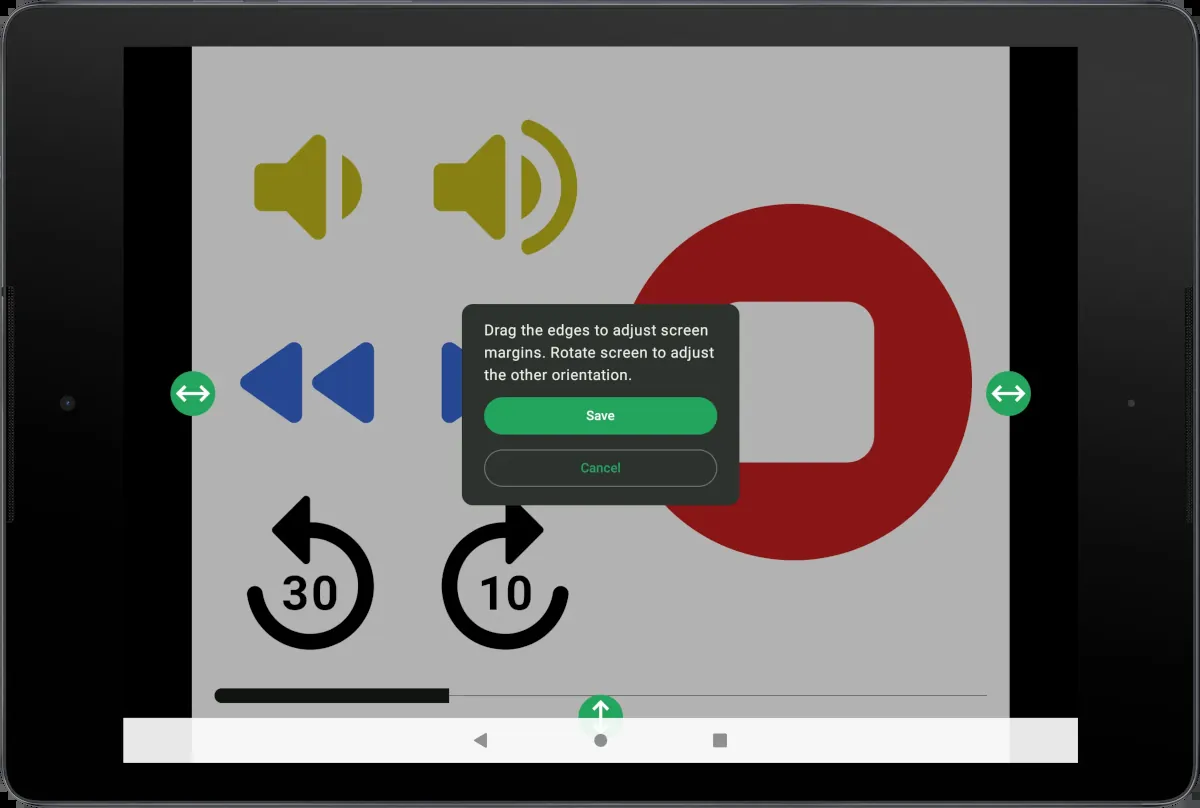 Drag the edges to adjust screen
margins. Rotate screen to adjust
the other orientation.
Save
Cancel
30
10